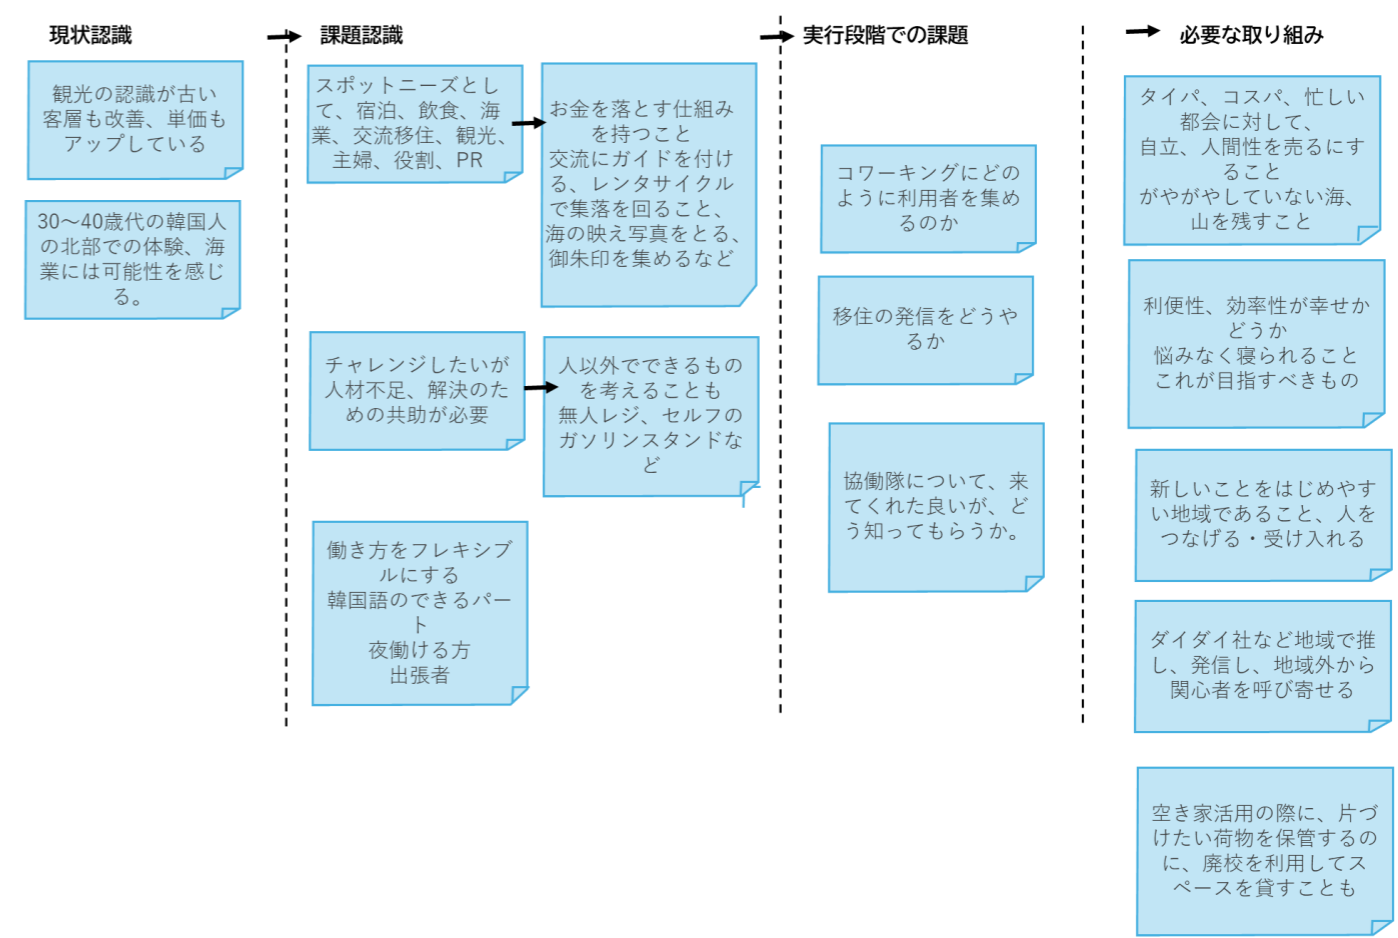 現状認識
観光の認識が古い
客層も改善、単価も
アップしている
30～40歳代の韓国人
の北部での体験、海
業には可能性を感じ
る。
課題認識
スポットニーズとし
て、宿泊、飲食、海
業、交流移住、観光、
主婦、役割、PR
お金を落とす仕組み
を持つこと
交流にガイドを付け
る、レンタサイクル
で集落を回ること、
海の映え写真をとる、
御朱印を集めるなど
チャレンジしたいが
人材不足、解決のた
めの共助が必要
人以外でできるもの
を考えることも
無人レジ、セルフの
ガソリンスタンドな
ど
働き方をフレキシブ
ルにする
韓国語のできるパー
ト
夜働ける方
出張者
実行段階での課題
コワーキングにどの
ように利用者を集め
るのか
移住の発信をどうや
るか
協働隊について、来
てくれた良いが、ど
う知ってもらうか。
必要な取り組み
タイパ、コスパ、忙しい
都会に対して、
自立、人間性を売るにす
ること
がやがやしていない海、
山を残すこと
利便性、効率性が幸せか
どうか
悩みなく寝られること
これが目指すべきもの
新しいことをはじめやす
い地域であること、人を
つなげる・受け入れる
ダイダイ社など地域で推
し、発信し、地域外から
関心者を呼び寄せる
空き家活用の際に、片づ
けたい荷物を保管するの
に、廃校を利用してス
ペースを貸すことも